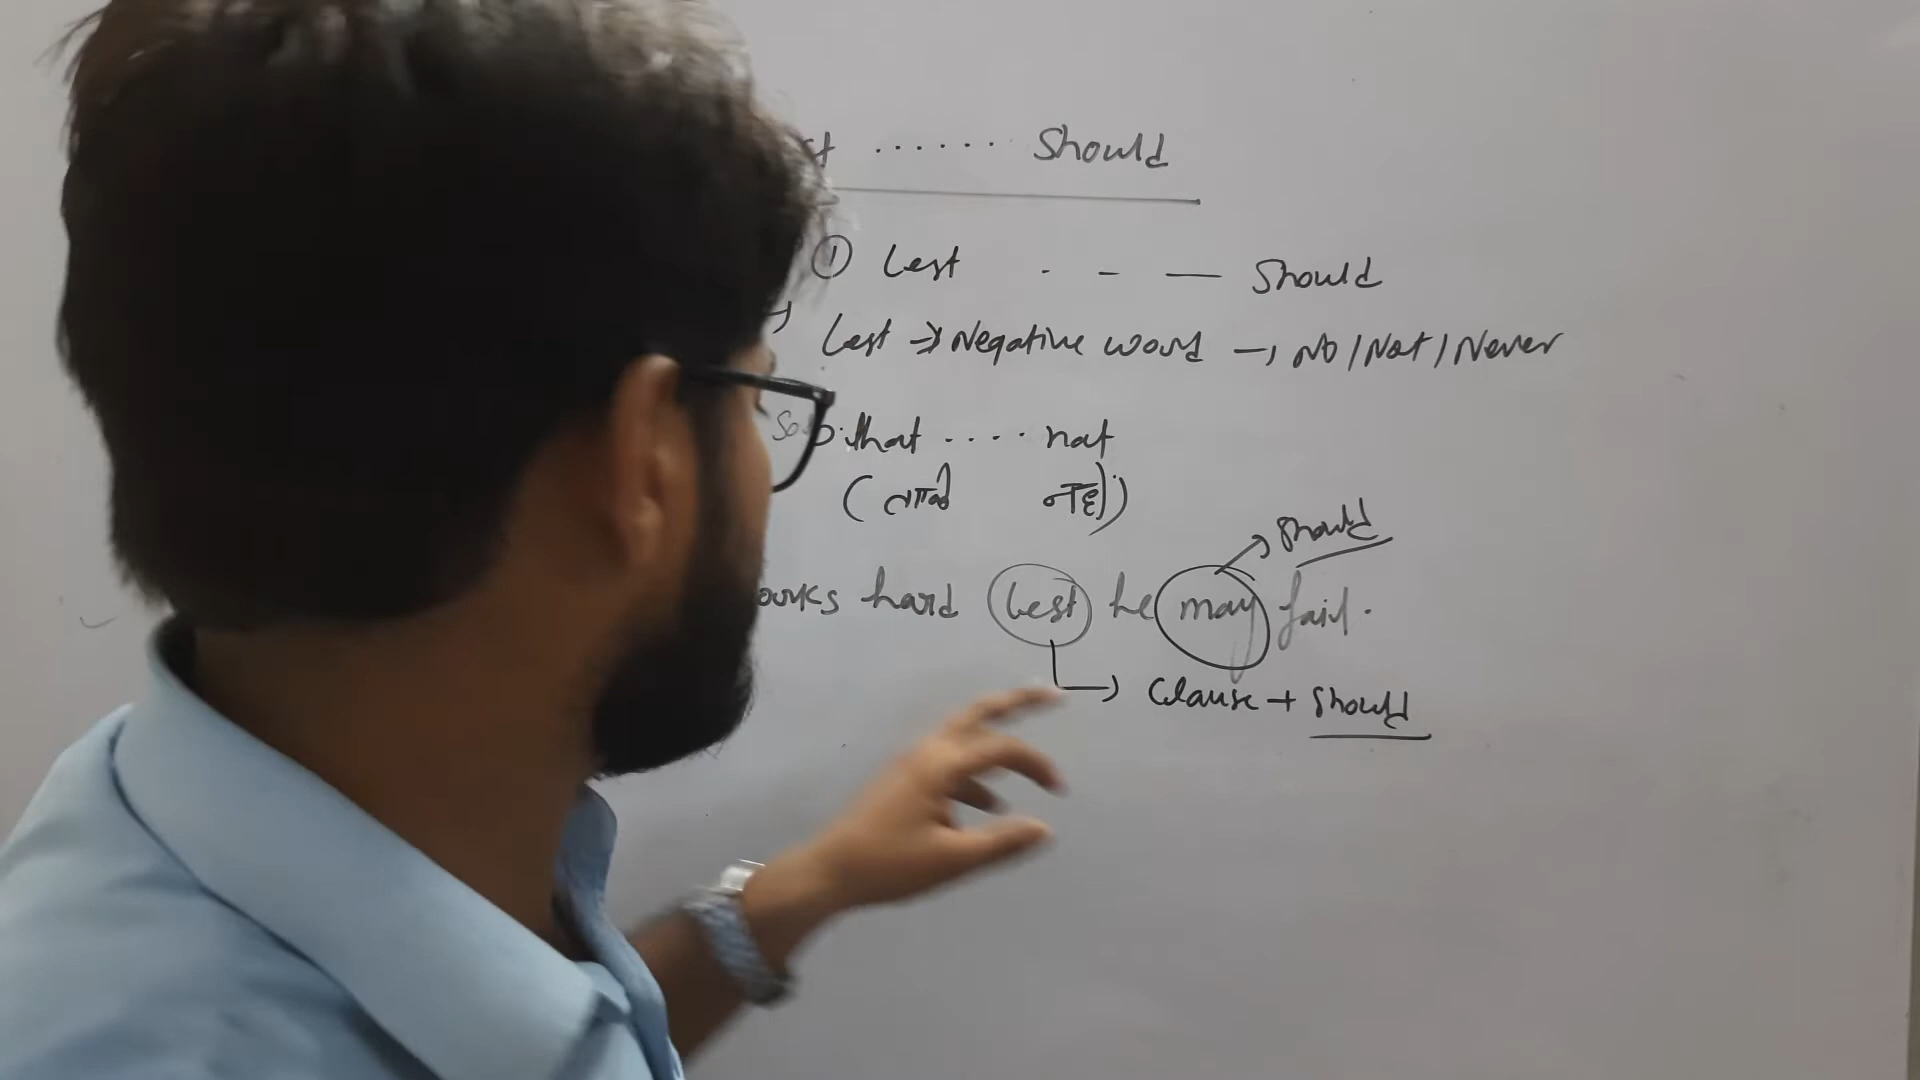 st ...... Should
① Lest . - — Should
Lest → Negative word → No/Not/Never
So that .... not
works hard Lest he may fail.
→ should
→ Clause + should